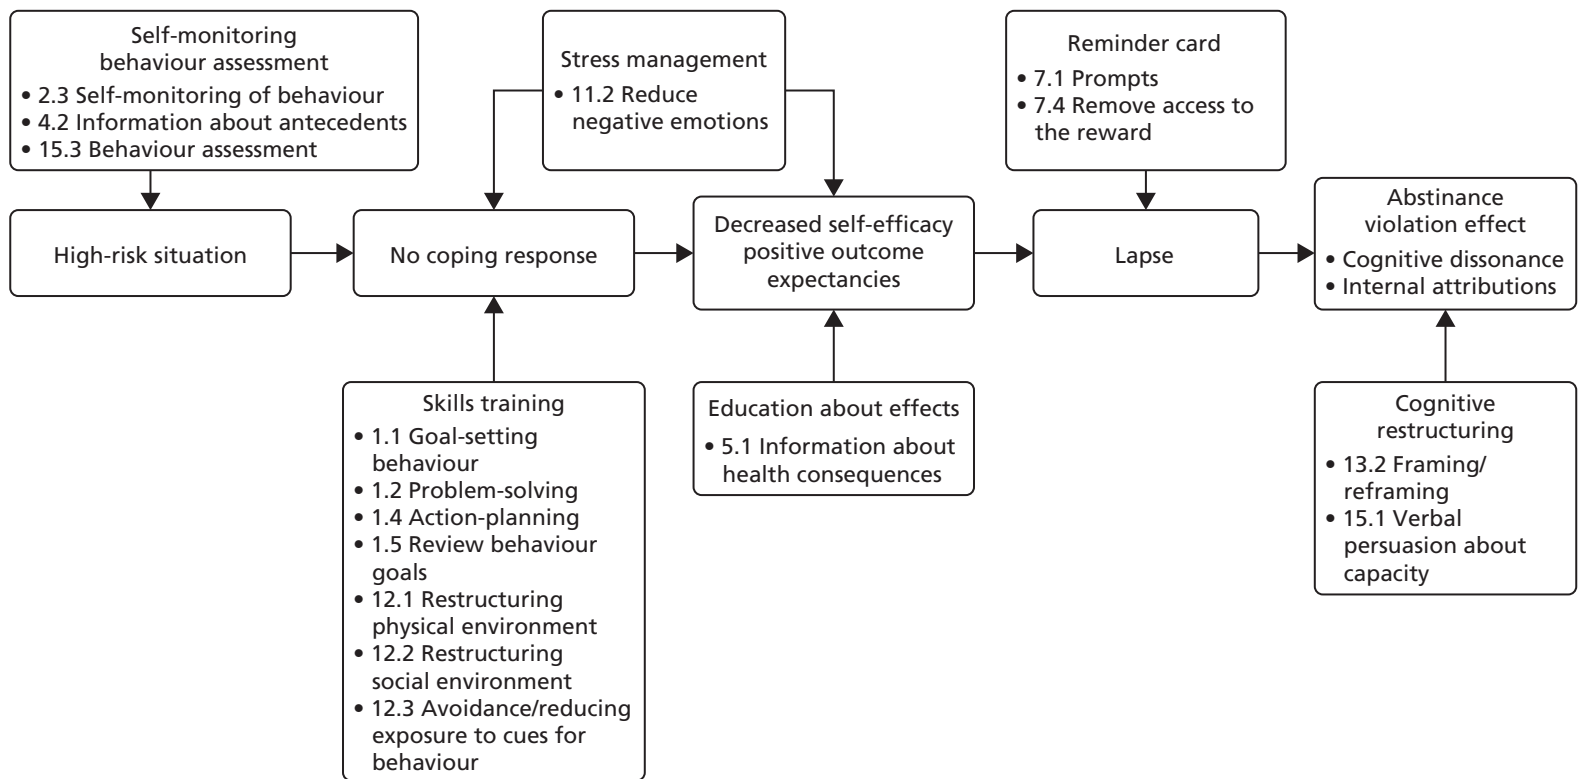 Self-monitoring
behaviour assessment
• 2.3 Self-monitoring of behaviour
• 4.2 Information about antecedents
• 15.3 Behaviour assessment
Stress management
• 11.2 Reduce
negative emotions
Reminder card
• 7.1 Prompts
• 7.4 Remove access to
the reward
High-risk situation
No coping response
Decreased self-efficacy
positive outcome
expectancies
Lapse
Abstinance
violation effect
• Cognitive dissonance
• Internal attributions
Skills training
• 1.1 Goal-setting
behaviour
• 1.2 Problem-solving
• 1.4 Action-planning
• 1.5 Review behaviour
goals
• 12.1 Restructuring
physical environment
• 12.2 Restructuring
social environment
• 12.3 Avoidance/reducing
exposure to cues for
behaviour
Education about effects
• 5.1 Information about
health consequences
Cognitive
restructuring
• 13.2 Framing/
reframing
• 15.1 Verbal
persuasion about
capacity